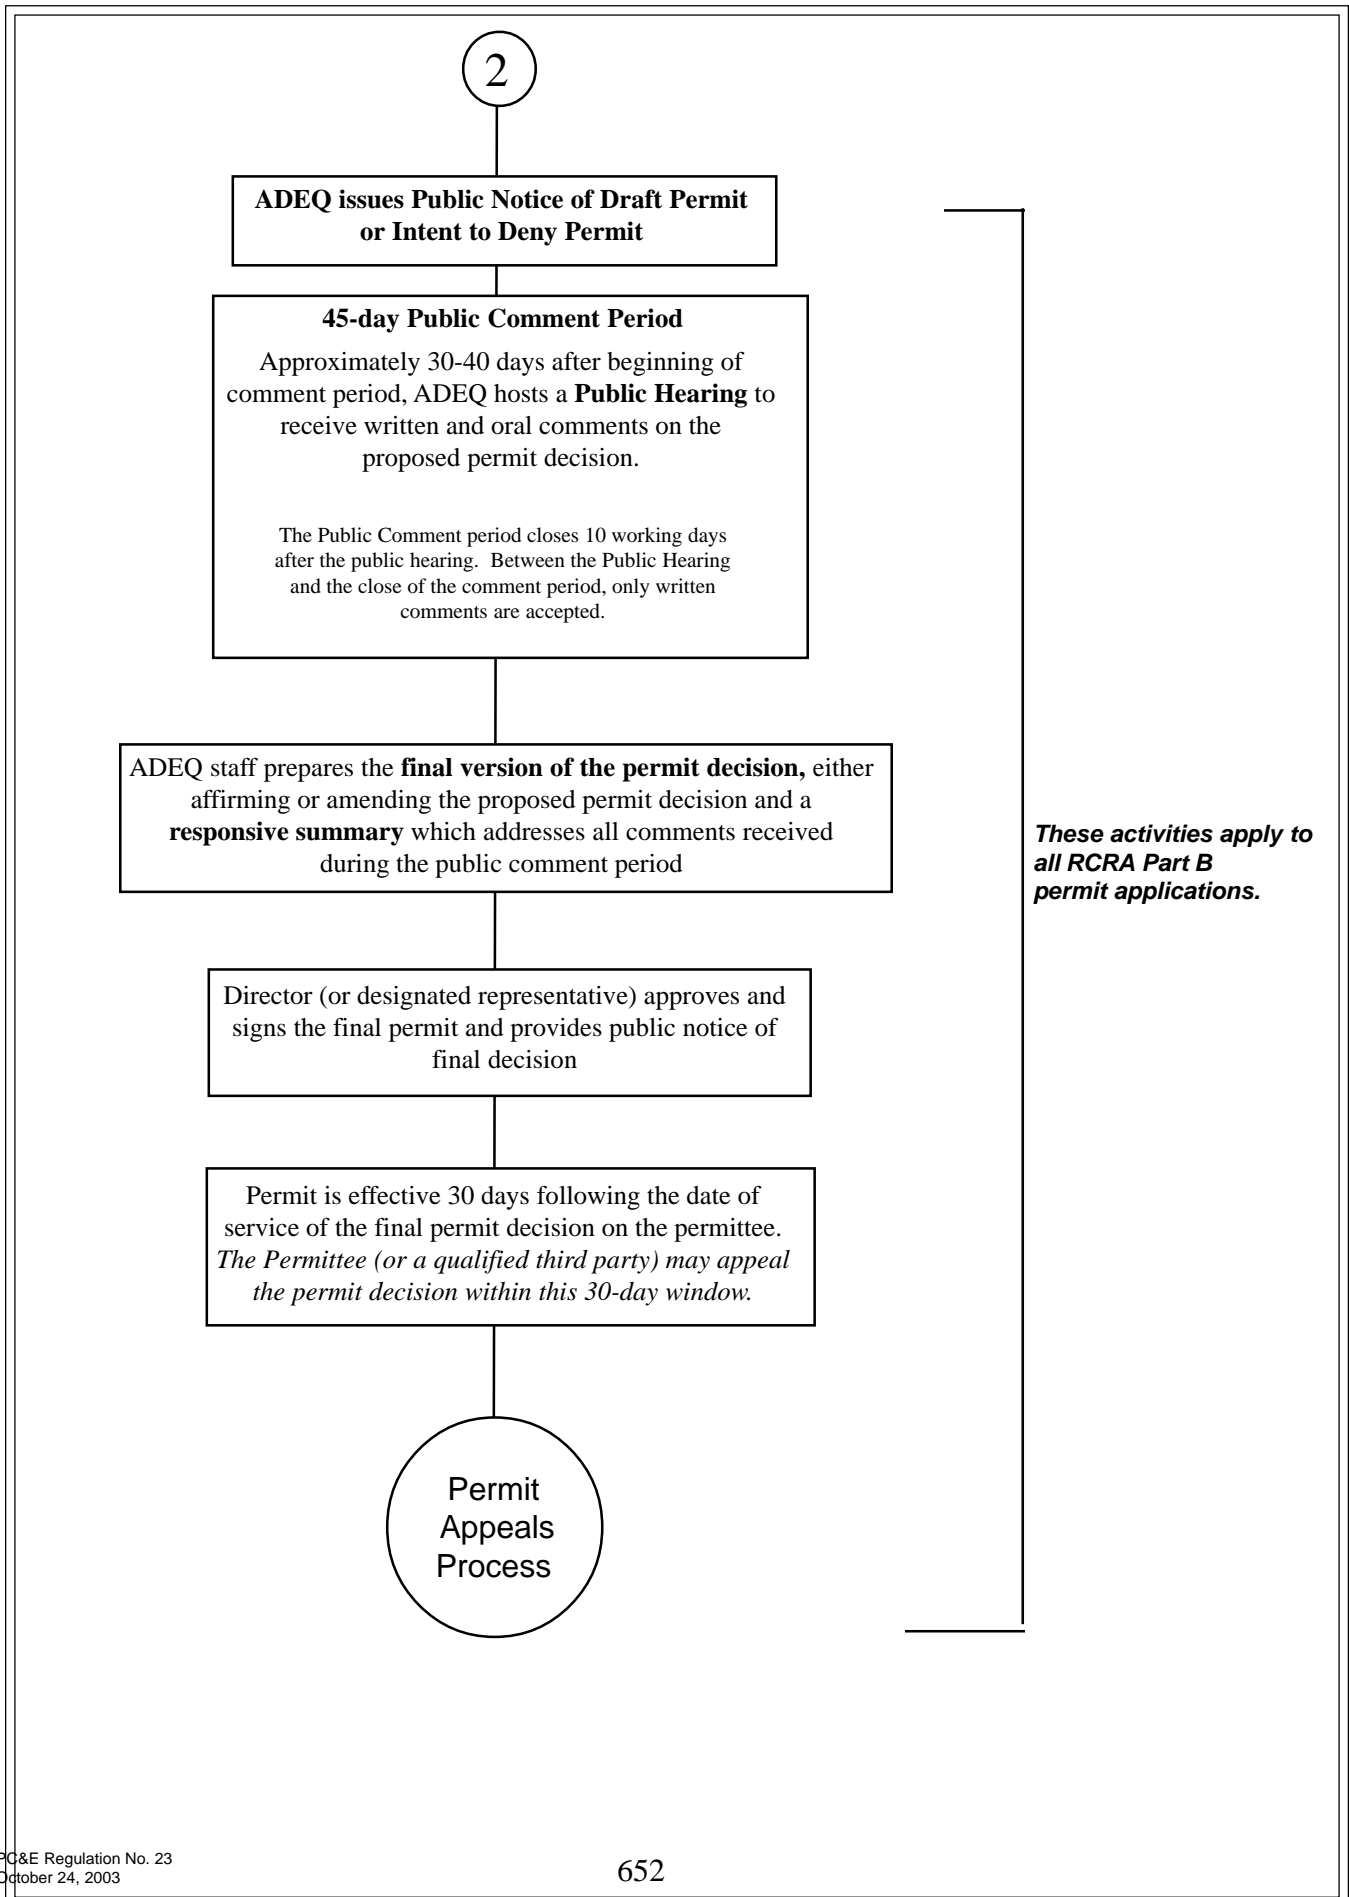 2
ADEQ issues Public Notice of Draft Permit
or Intent to Deny Permit
45-day Public Comment Period
Approximately 30-40 days after beginning of
comment period, ADEQ hosts a Public Hearing to
receive written and oral comments on the
proposed permit decision.
The Public Comment period closes 10 working days
after the public hearing.  Between the Public Hearing
and the close of the comment period, only written
comments are accepted.
ADEQ staff prepares the final version of the permit decision, either
affirming or amending the proposed permit decision and a
responsive summary which addresses all comments received
during the public comment period
These activities apply to
all RCRA Part B
permit applications.
Director (or designated representative) approves and
signs the final permit and provides public notice of
final decision
Permit is effective 30 days following the date of
service of the final permit decision on the permittee.
The Permittee (or a qualified third party) may appeal
the permit decision within this 30-day window.
Permit
Appeals
Process
PC&E Regulation No. 23
October 24, 2003
652